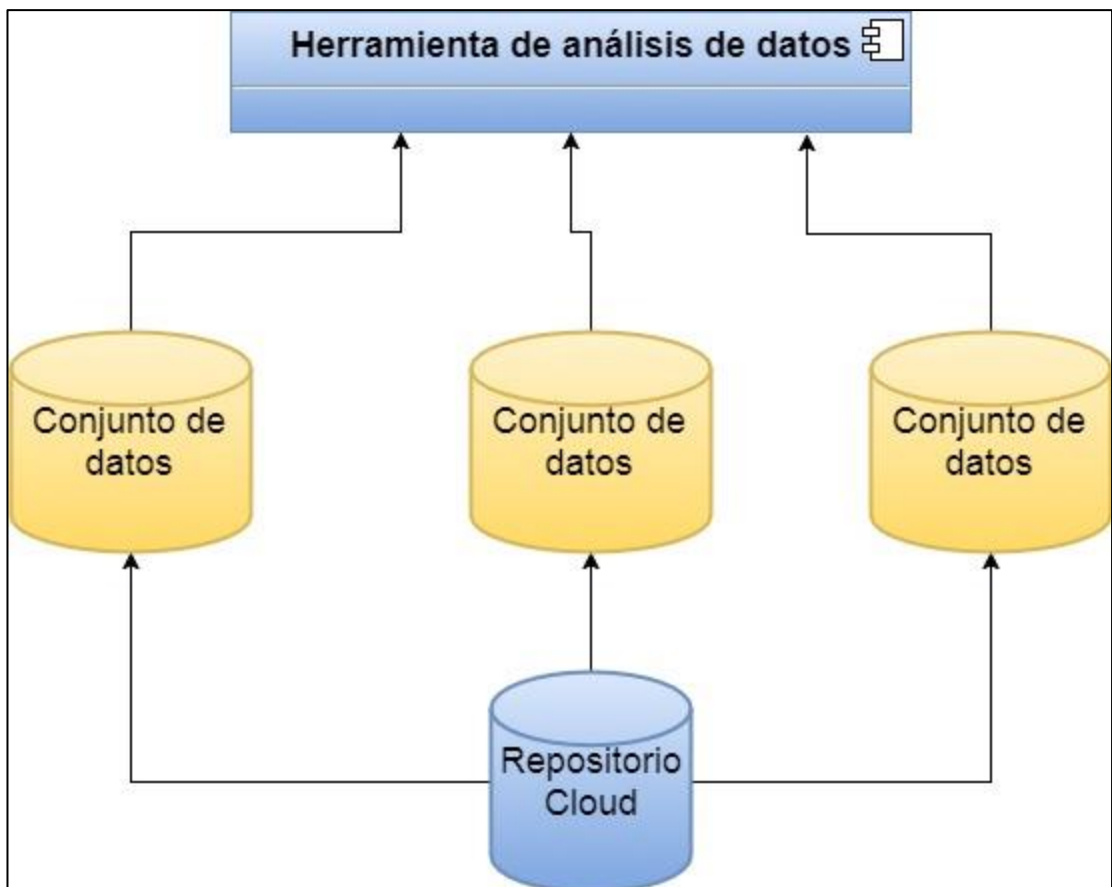 Herramienta de análisis de datos
Conjunto de
datos
Conjunto de
datos
Conjunto de
datos
Repositorio
Cloud